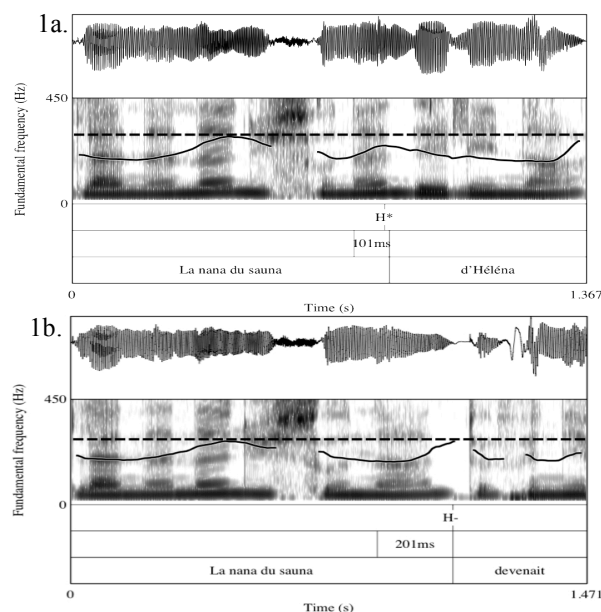 1a.
450
Fundamental frequency (Hz)
0
H*
101ms
La nana du sauna d'Héléna
0 1.367
Time (s)
1b.
450
Fundamental frequency (Hz)
0
H-
201ms
La nana du sauna devenait
0 1.471
Time (s)